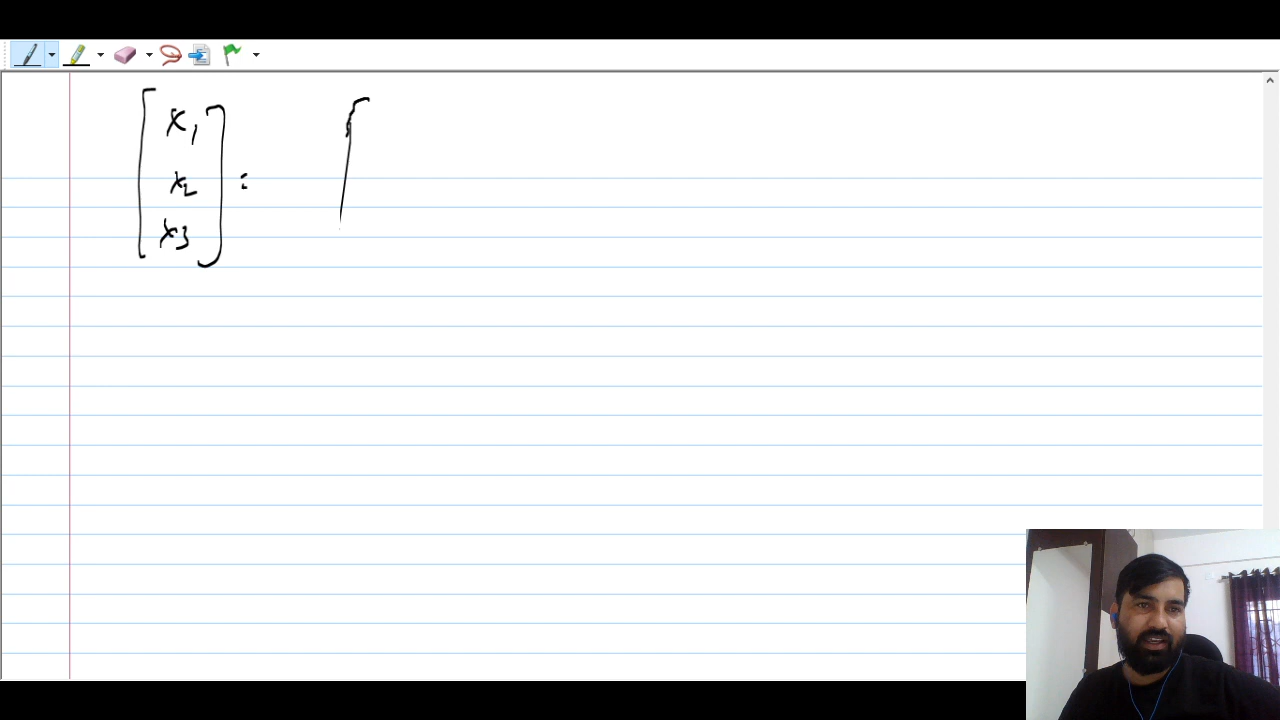 [ x1 ] = [
x2
x3